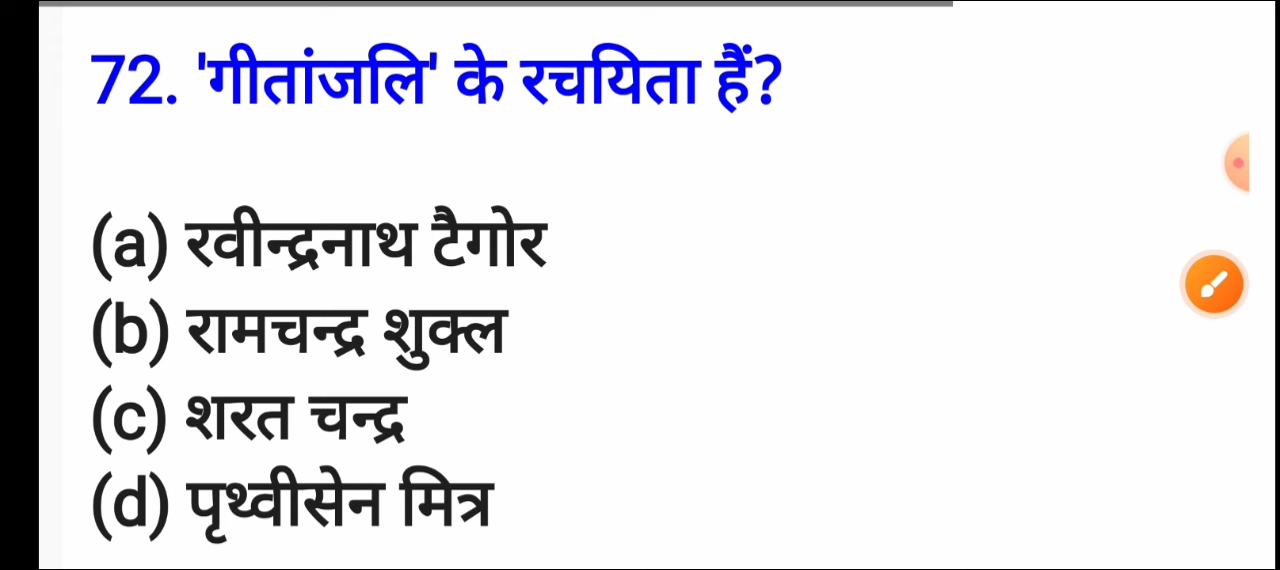 72. 'गीतांजलि' के रचयिता हैं?
(a) रवीन्द्रनाथ टैगोर
(b) रामचन्द्र शुक्ल
(c) शरत चन्द्र
(d) पृथ्वीसेन मित्र